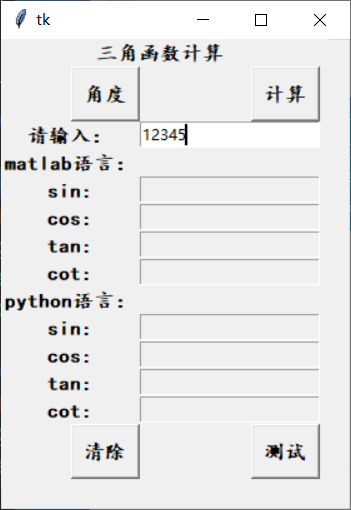 tk
三角函数计算
角度 计算
请输入: 12345
matlab语言:
sin:
cos:
tan:
cot:
python语言:
sin:
cos:
tan:
cot:
清除 测试